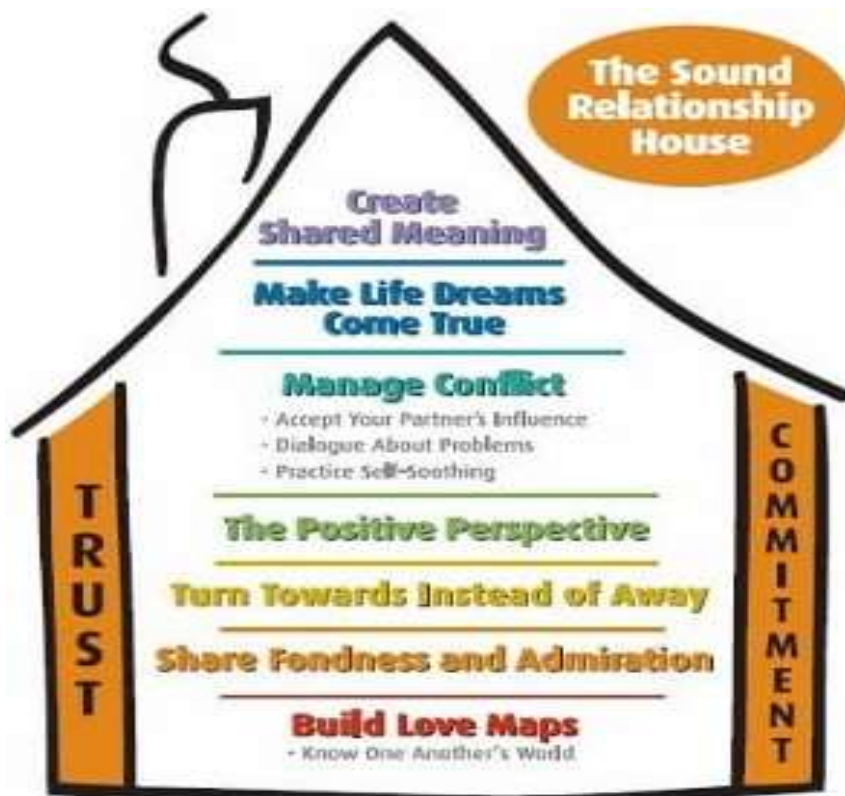 The Sound
Relationship
House
Create
Shared Meaning
Make Life Dreams
Come True
Manage Conflict
- Accept Your Partner's Influence
- Dialogue About Problems
- Practice Self-Soothing
The Positive Perspective
Turn Towards Instead of Away
Share Fondness and Admiration
Build Love Maps
- Know One Another's World
TRUST
COMMITMENT